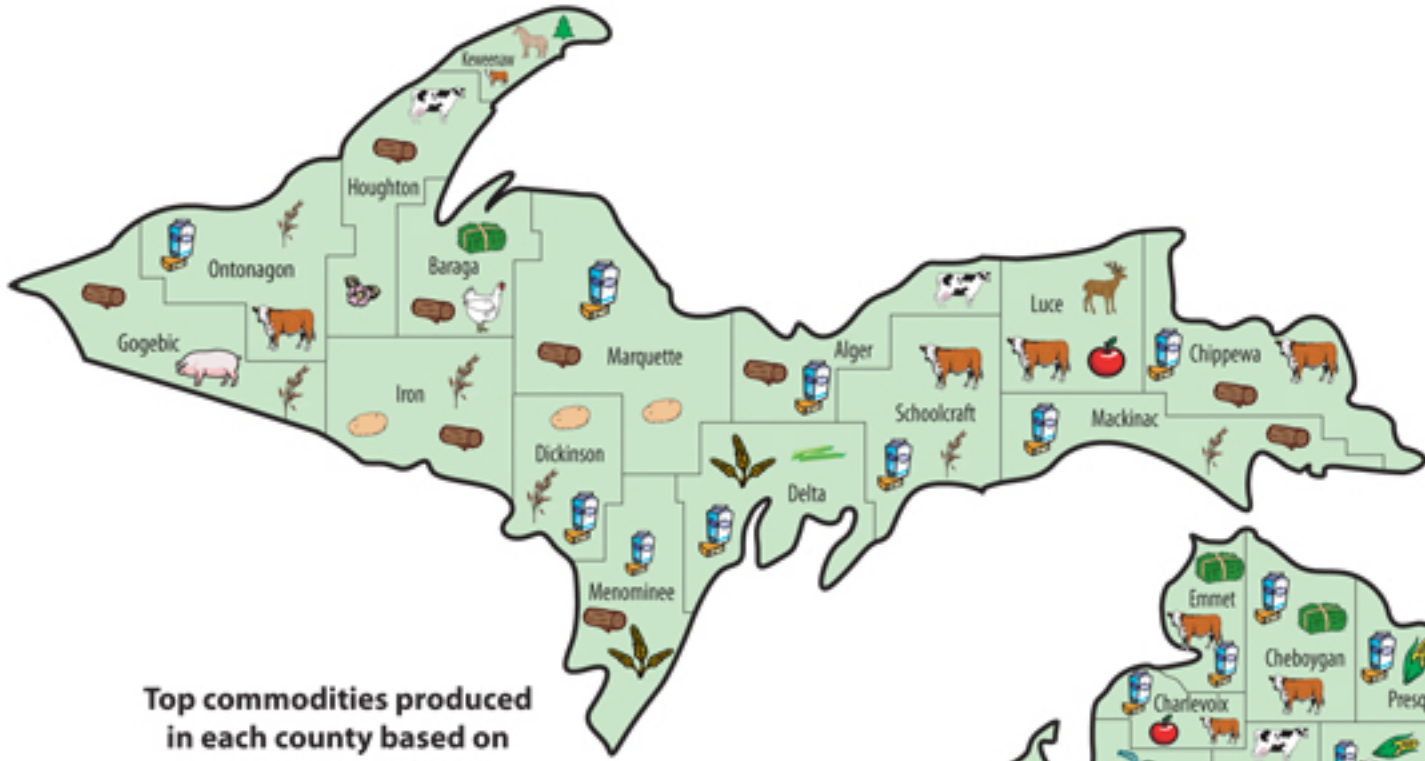 Keweenaw
Houghton
Ontonagon
Baraga
Gogebic
Iron
Marquette
Alger
Luce
Chippewa
Dickinson
Schoolcraft
Mackinac
Delta
Menominee
Emmet
Cheboygan
Charlevoix
Presq
Top commodities produced
in each county based on